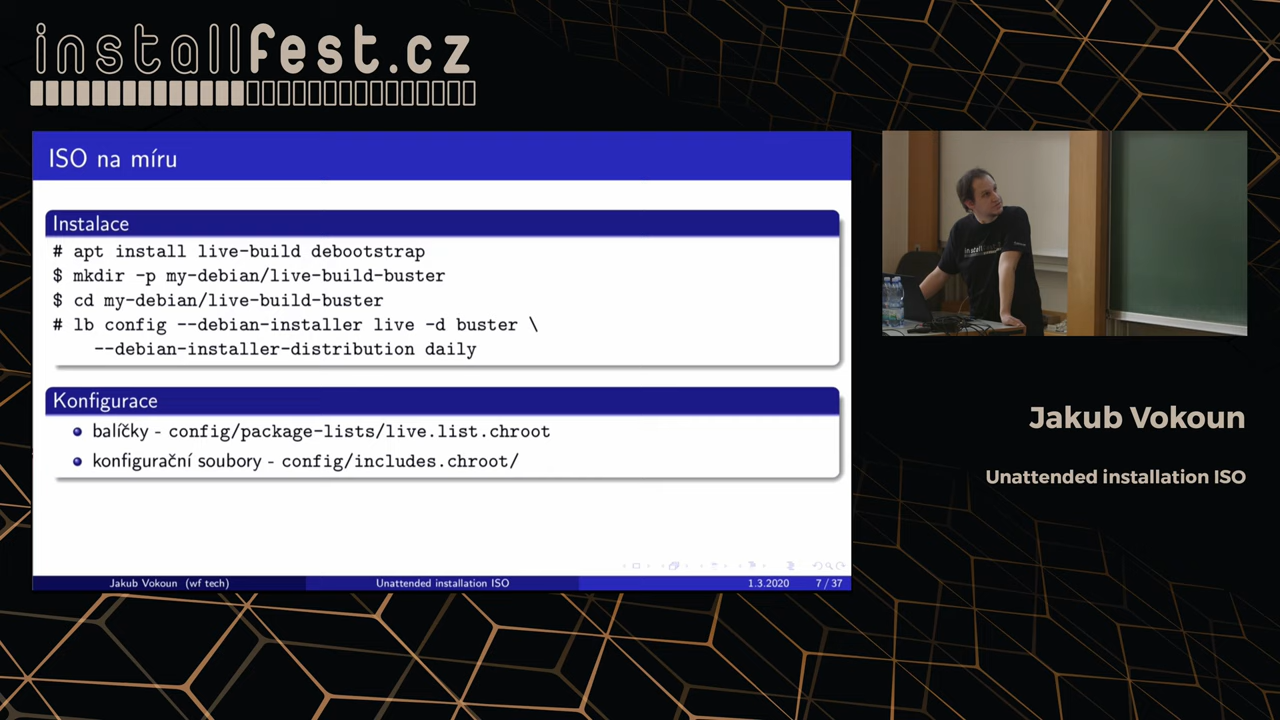 installfest.cz
ISO na míru
Instalace
# apt install live-build debootstrap
$ mkdir -p my-debian/live-build-buster
$ cd my-debian/live-build-buster
# lb config --debian-installer live -d buster \
--debian-installer-distribution daily
Konfigurace
balíčky - config/package-lists/live.list.chroot
konfigurační soubory - config/includes.chroot/
Jakub Vokoun (wf tech) Unattended installation ISO 1.3.2020 7 / 37
Jakub Vokoun
Unattended installation ISO